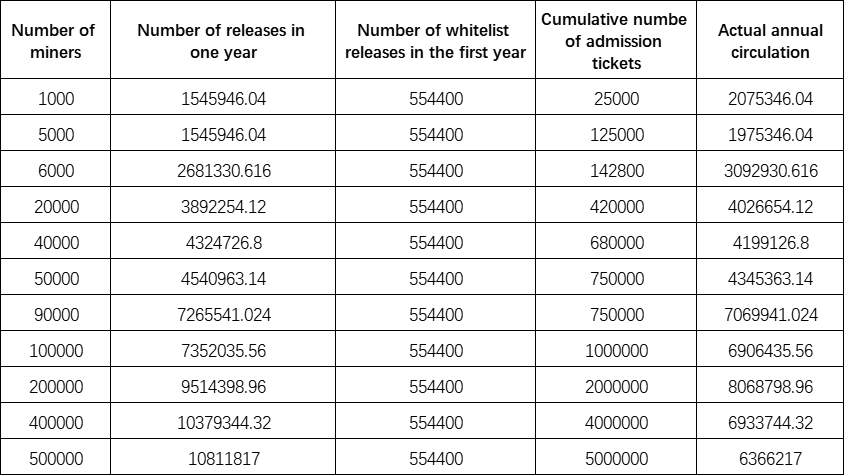 Number of miners | Number of releases in one year | Number of whitelist releases in the first year | Cumulative numbe of admission tickets | Actual annual circulation
1000 | 1545946.04 | 554400 | 25000 | 2075346.04
5000 | 1545946.04 | 554400 | 125000 | 1975346.04
6000 | 2681330.616 | 554400 | 142800 | 3092930.616
20000 | 3892254.12 | 554400 | 420000 | 4026654.12
40000 | 4324726.8 | 554400 | 680000 | 4199126.8
50000 | 4540963.14 | 554400 | 750000 | 4345363.14
90000 | 7265541.024 | 554400 | 750000 | 7069941.024
100000 | 7352035.56 | 554400 | 1000000 | 6906435.56
200000 | 9514398.96 | 554400 | 2000000 | 8068798.96
400000 | 10379344.32 | 554400 | 4000000 | 6933744.32
500000 | 10811817 | 554400 | 5000000 | 6366217